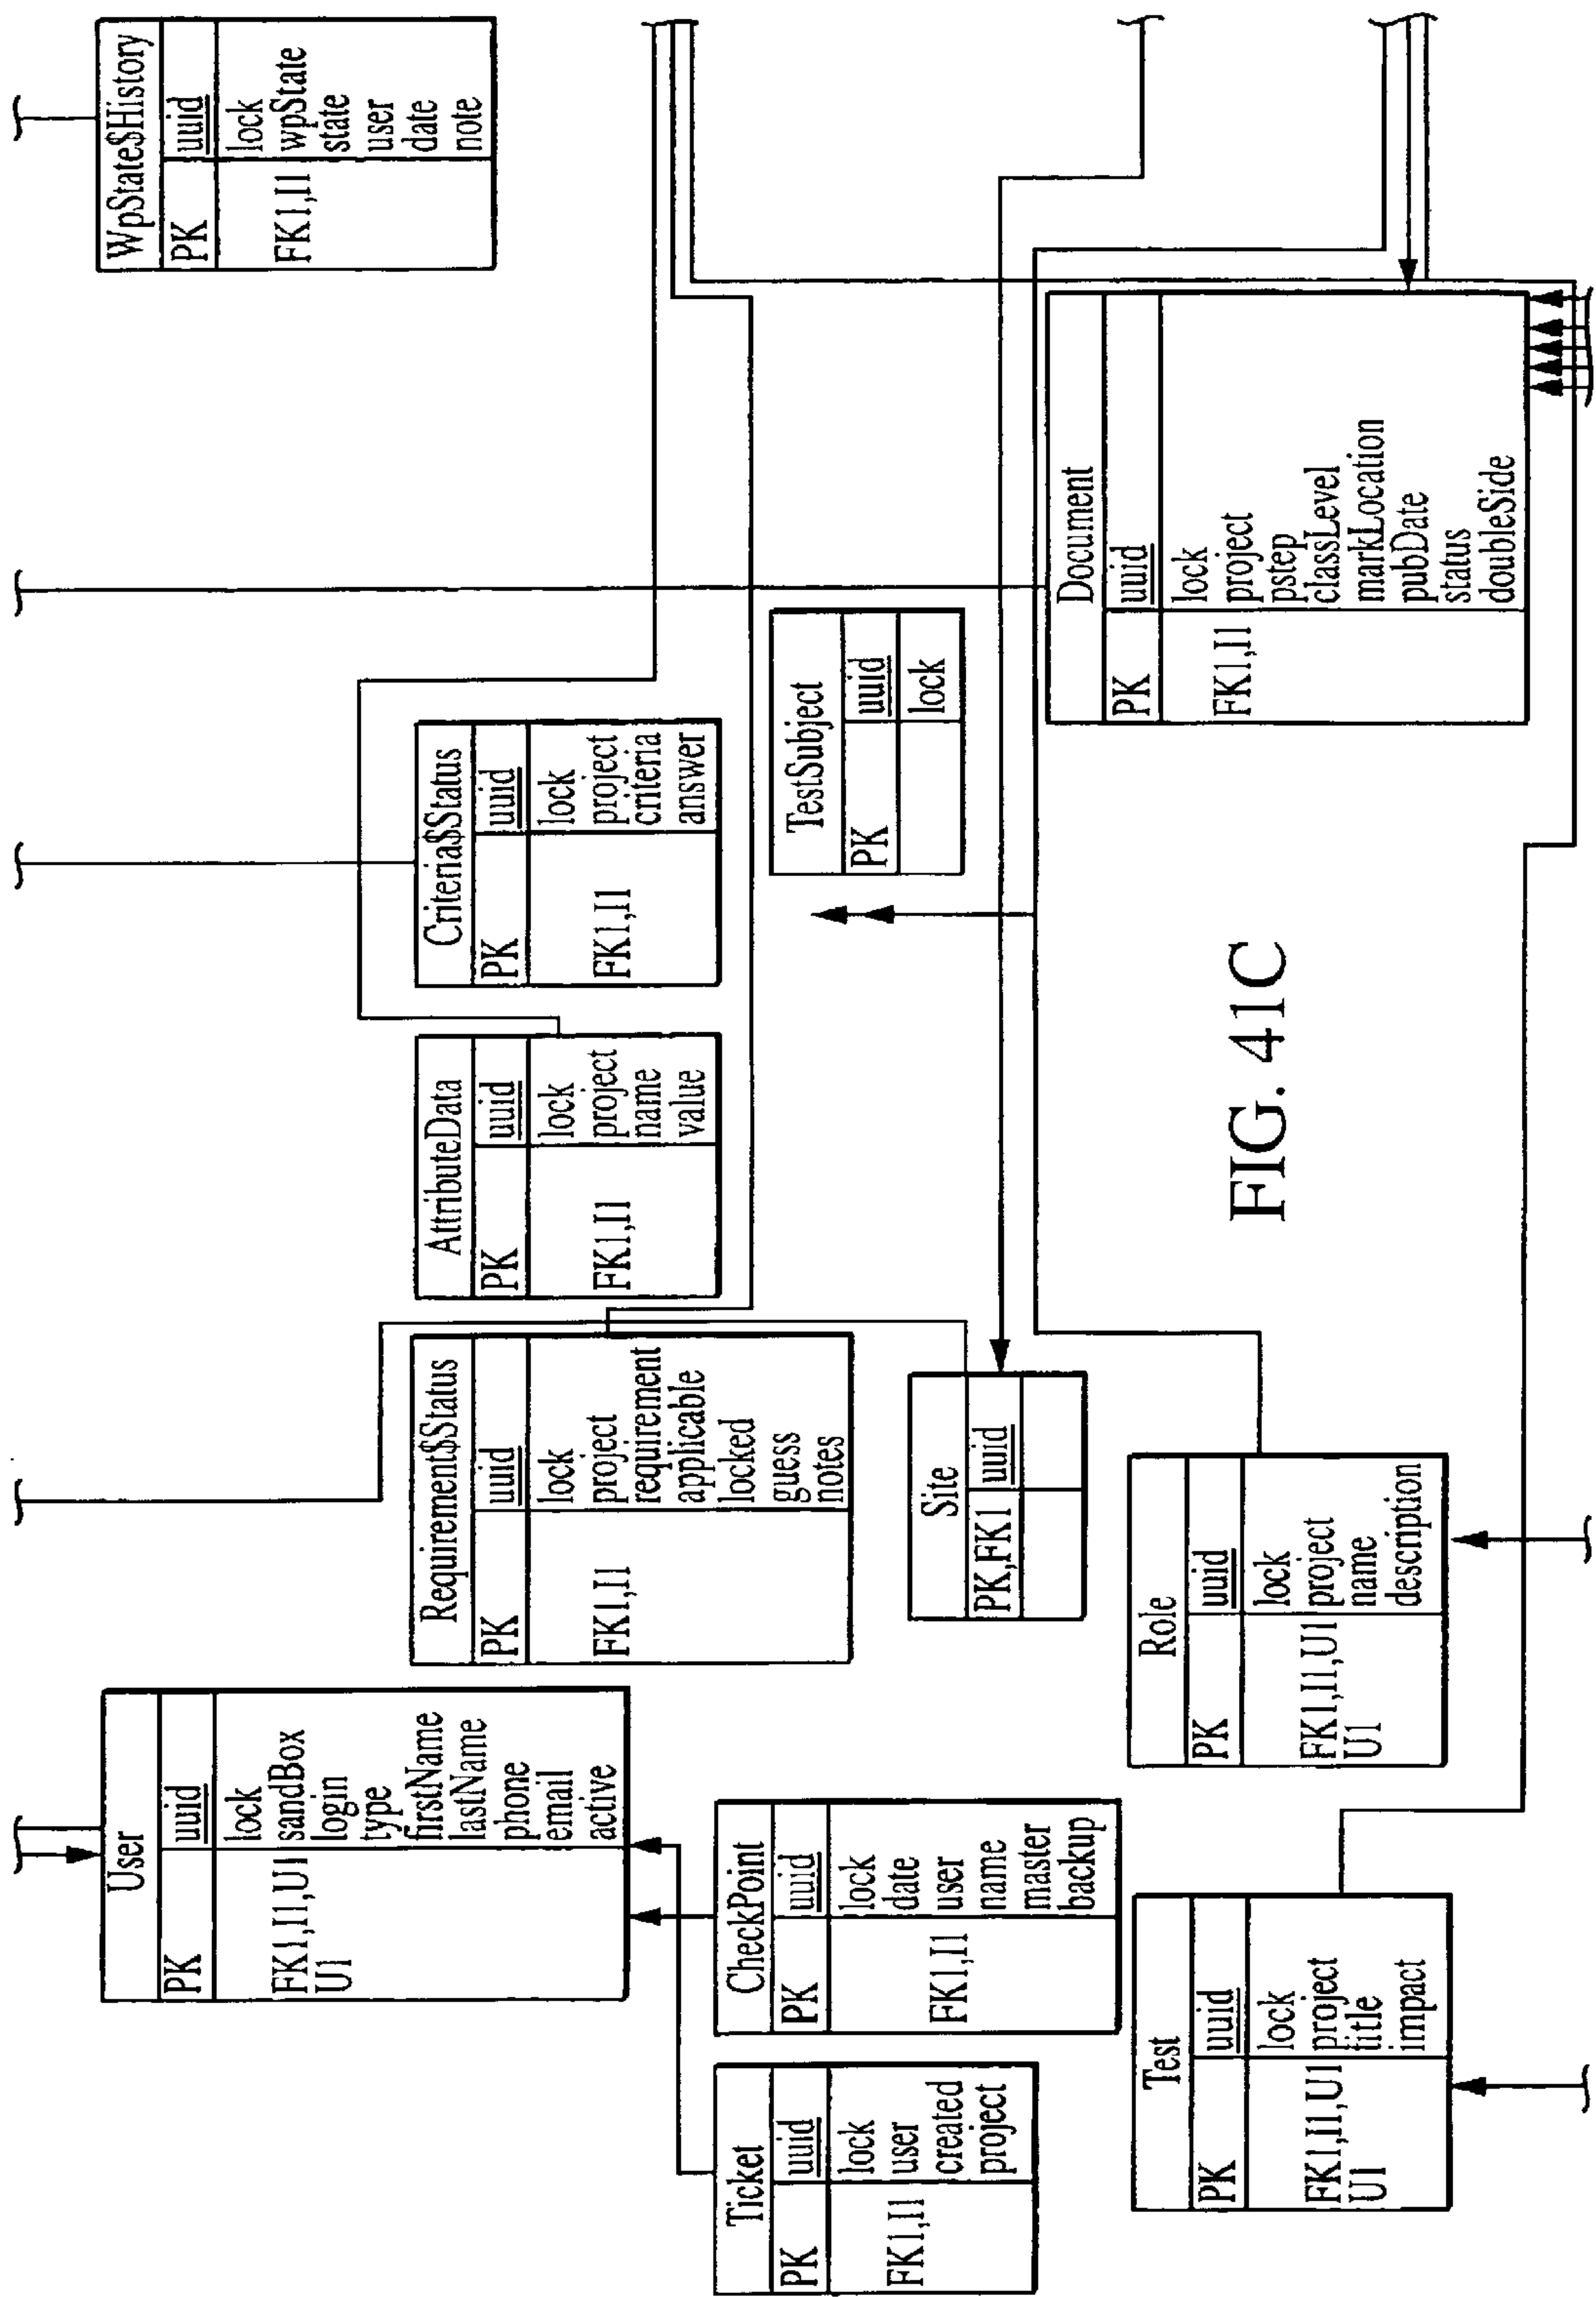 WpState$History
PK uuid
lock
FK1,I1 wpState
state
user
date
note
User
PK uuid
lock
FK1,I1,U1 sandBox
U1 login
type
firstName
lastName
phone
email
active
Requirement$Status
PK uuid
lock
FK1,I1 project
requirement
applicable
locked
guess
notes
AttributeData
PK uuid
lock
FK1,I1 project
name
value
Criteria$Status
PK uuid
lock
FK1,I1 project
criteria
answer
Ticket
PK uuid
lock
FK1,I1 user
created
project
CheckPoint
PK uuid
lock
date
FK1,I1 user
name
master
backup
TestSubject
PK uuid
lock
Site
PK,FK1 uuid
Document
PK uuid
lock
FK1,I1 project
pstep
classLevel
markLocation
pubDate
status
doubleSide
Test
PK uuid
lock
FK1,I1,U1 project
U1 title
impact
Role
PK uuid
lock
FK1,I1,U1 project
U1 name
description
FIG. 41C